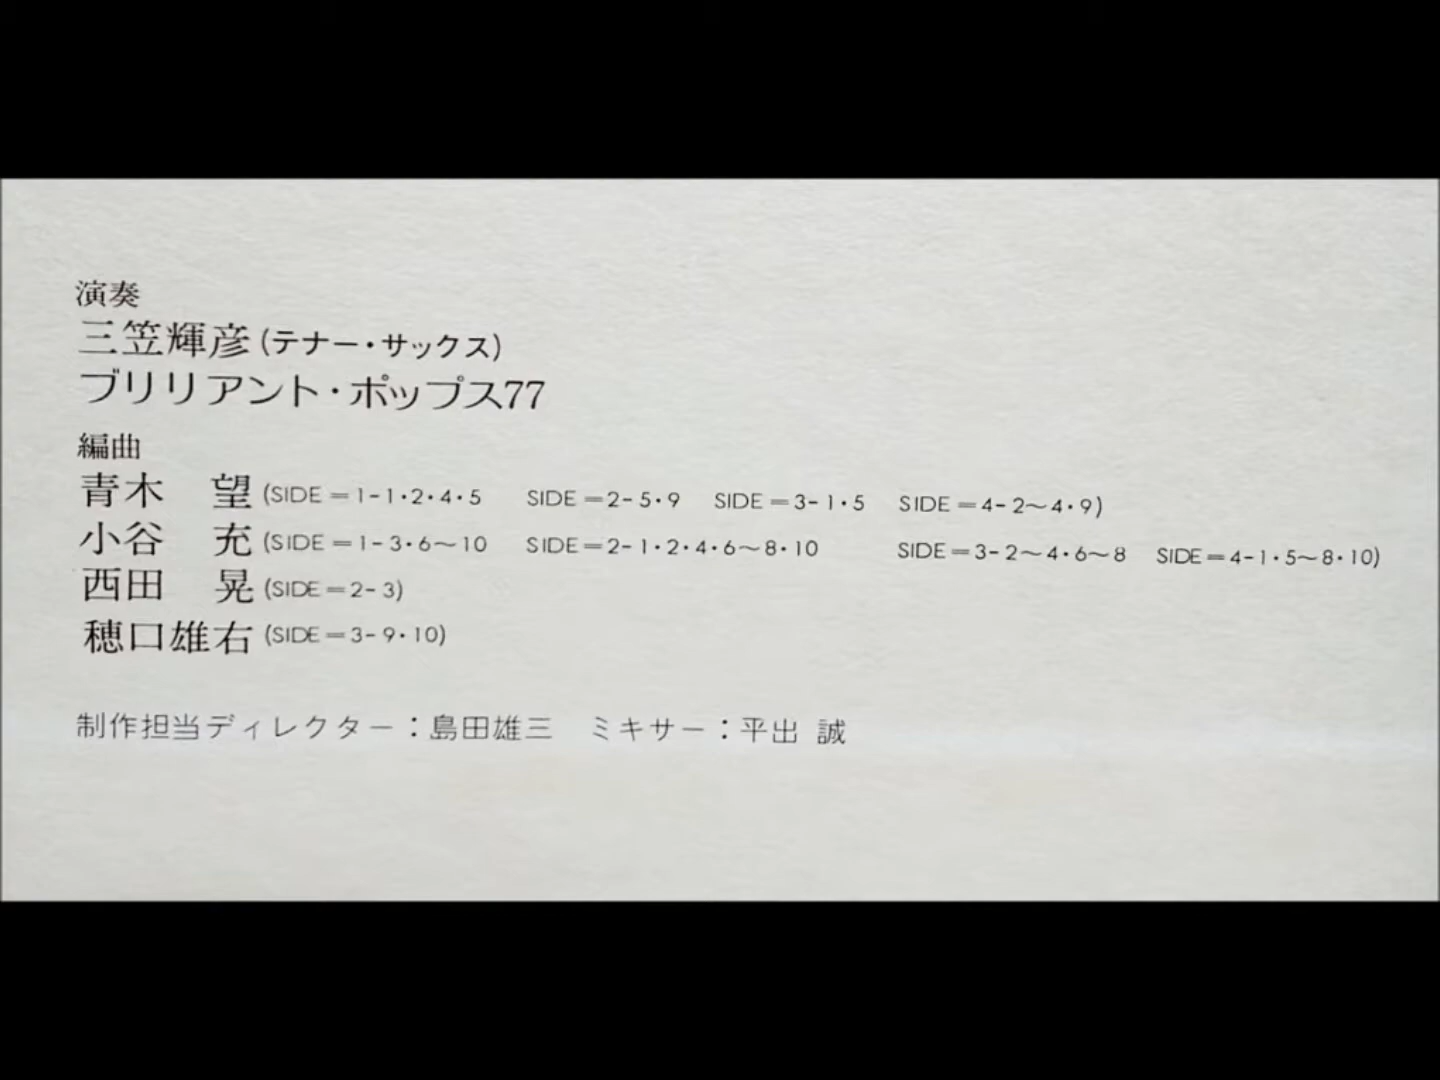 演奏
三笠輝彦(テナー・サックス)
ブリリアント・ポップス77
編曲
青木 望(SIDE=1-1・2・4・5 SIDE=2-5・9 SIDE=3-1・5 SIDE=4-2〜4・9)
小谷 充(SIDE=1-3・6〜10 SIDE=2-1・2・4・6〜8・10 SIDE=3-2〜4・6〜8 SIDE=4-1・5〜8・10)
西田 晃(SIDE=2-3)
穂口雄右(SIDE=3-9・10)
制作担当ディレクター:島田雄三 ミキサー:平出 誠